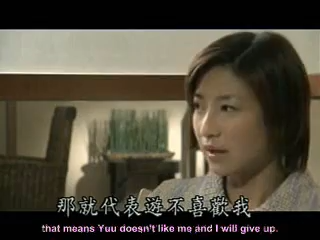 那就代表遊不喜歡我
that means Yuu doesn't like me and I will give up.